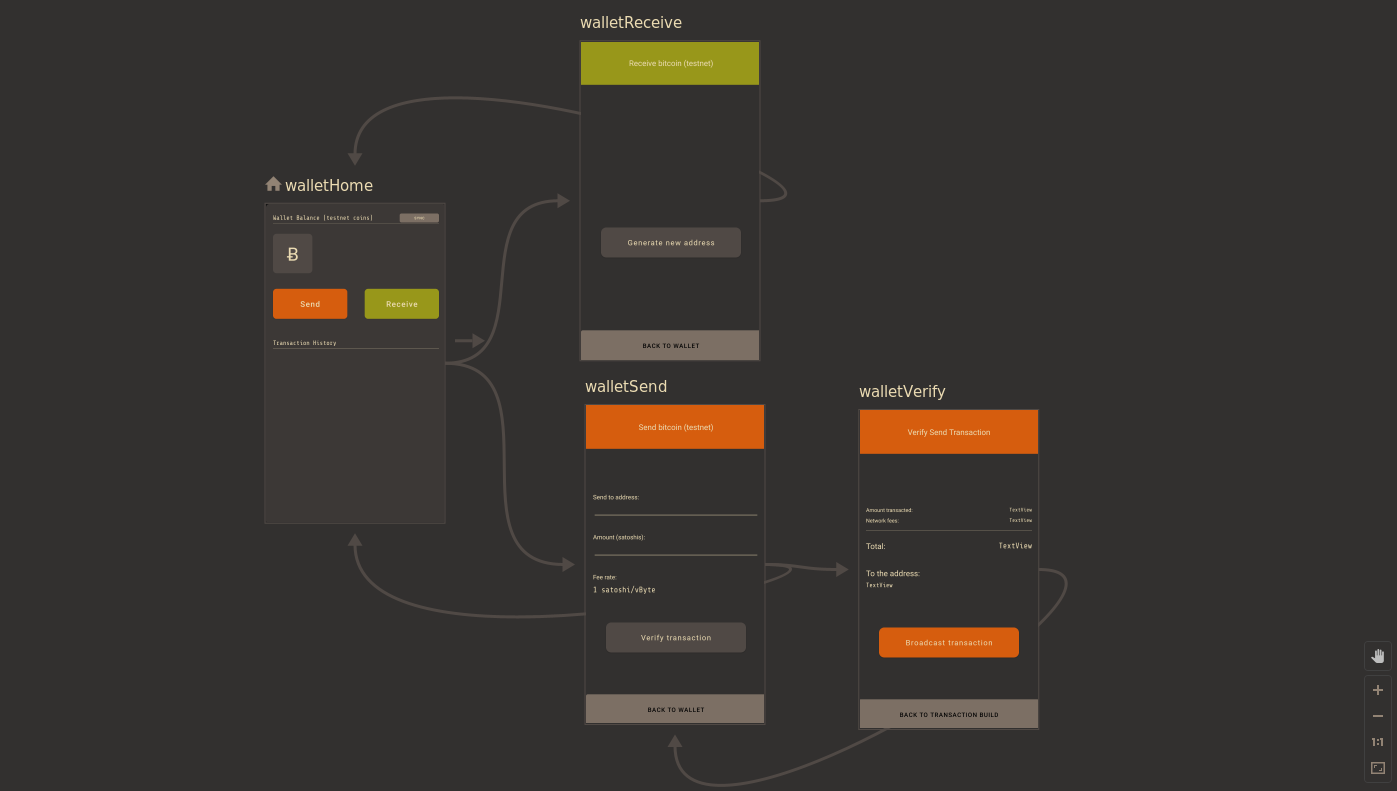 walletReceive
Receive bitcoin (testnet)
Generate new address
BACK TO WALLET
walletHome
Wallet Balance [testnet coins]
Send
Receive
Transaction History
walletSend
Send bitcoin (testnet)
Send to address:
Amount (satoshis):
Fee rate:
1 satoshi/vByte
Verify transaction
BACK TO WALLET
walletVerify
Verify Send Transaction
Amount transacted: TextView
Network fees: TextView
Total: TextView
To the address:
TextView
Broadcast transaction
BACK TO TRANSACTION BUILD
1:1